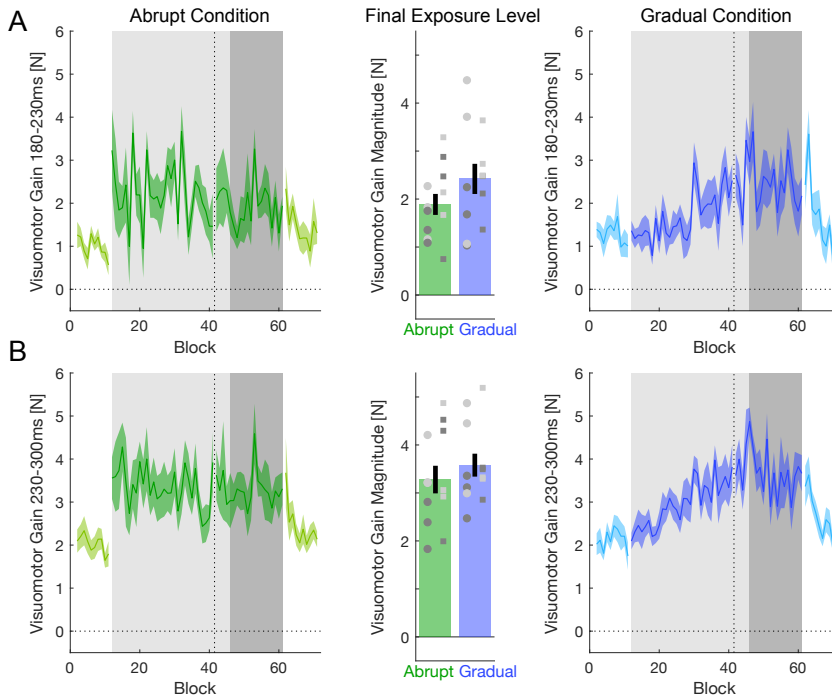 A
Abrupt Condition
Final Exposure Level
Gradual Condition
Visuomotor Gain 180-230ms [N]
6
5
4
3
2
1
0
0 20 40 60
Block
Visuomotor Gain Magnitude [N]
4
2
0
Abrupt Gradual
Visuomotor Gain 180-230ms [N]
6
5
4
3
2
1
0
0 20 40 60
Block
B
Visuomotor Gain 230-300ms [N]
6
5
4
3
2
1
0
0 20 40 60
Block
Visuomotor Gain Magnitude [N]
4
2
0
Abrupt Gradual
Visuomotor Gain 230-300ms [N]
6
5
4
3
2
1
0
0 20 40 60
Block